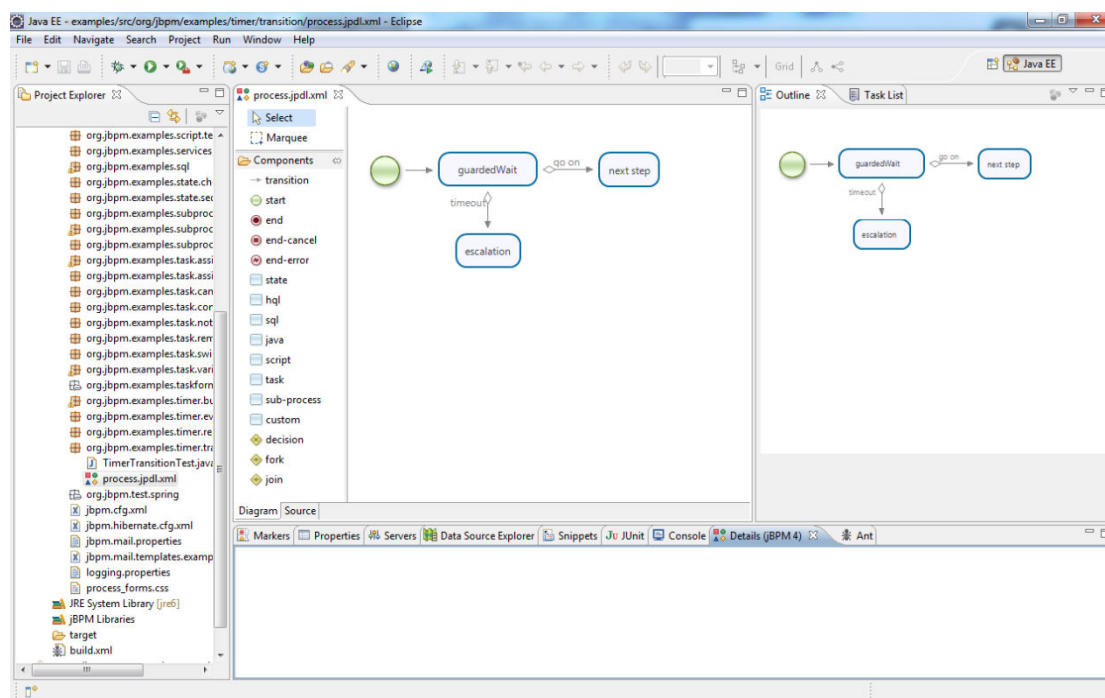 Java EE - examples/src/org/jbpm/examples/timer/transition/process.jpdl.xml - Eclipse
File Edit Navigate Search Project Run Window Help
Grid
Java EE
Project Explorer
org.jbpm.examples.script.te
org.jbpm.examples.services
org.jbpm.examples.sql
org.jbpm.examples.state.ch
org.jbpm.examples.state.sec
org.jbpm.examples.subproc
org.jbpm.examples.subproc
org.jbpm.examples.subproc
org.jbpm.examples.task.assi
org.jbpm.examples.task.assi
org.jbpm.examples.task.can
org.jbpm.examples.task.cor
org.jbpm.examples.task.not
org.jbpm.examples.task.rem
org.jbpm.examples.task.swi
org.jbpm.examples.task.vari
org.jbpm.examples.taskform
org.jbpm.examples.timer.bu
org.jbpm.examples.timer.ev
org.jbpm.examples.timer.re
org.jbpm.examples.timer.tra
TimerTransitionTest.java
process.jpdl.xml
org.jbpm.test.spring
jbpm.cfg.xml
jbpm.hibernate.cfg.xml
jbpm.mail.properties
jbpm.mail.templates.examp
logging.properties
process_forms.css
JRE System Library [jre6]
jBPM Libraries
target
build.xml
process.jpdl.xml
Select
Marquee
Components
transition
start
end
end-cancel
end-error
state
hql
sql
java
script
task
sub-process
custom
decision
fork
join
guardedWait
go on
next step
timeout
escalation
Diagram Source
Outline Task List
guardedWait
go on
next step
timeout
escalation
Markers Properties Servers Data Source Explorer Snippets Ju JUnit Console Details (jBPM 4) Ant